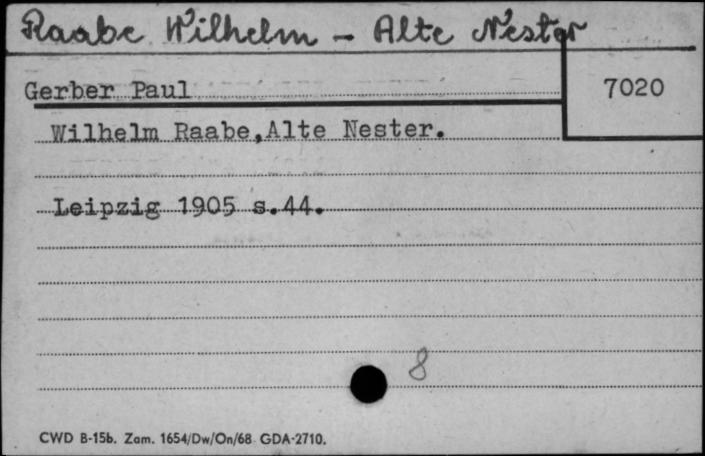 Raabe Wilhelm - Alte Nester
Gerber Paul
7020
Wilhelm Raabe,Alte Nester.
Leipzig 1905 s.44.
8
CWD B-15b. Zam. 1654/Dw/On/68 GDA-2710.